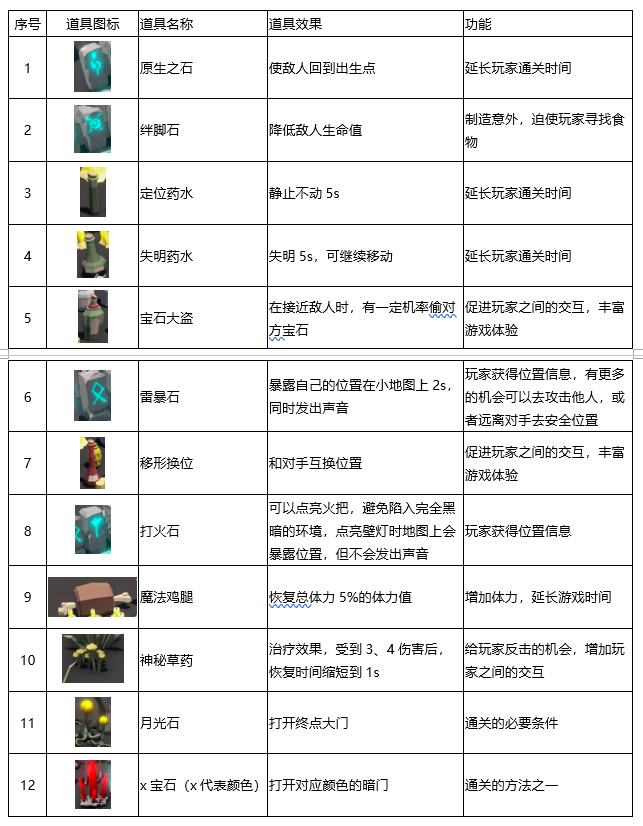 序号 道具图标 道具名称 道具效果 功能
1 原生之石 使敌人回到出生点 延长玩家通关时间
2 绊脚石 降低敌人生命值 制造意外，迫使玩家寻找食
物
3 定位药水 静止不动 5s 延长玩家通关时间
4 失明药水 失明 5s，可继续移动 延长玩家通关时间
5 宝石大盗 在接近敌人时，有一定机率偷对
方宝石
促进玩家之间的交互，丰富
游戏体验
6 雷暴石 暴露自己的位置在小地图上 2s，
同时发出声音
玩家获得位置信息，有更多
的机会可以去攻击他人，或
者远离对手去安全位置
7 移形换位 和对手互换位置 促进玩家之间的交互，丰富
游戏体验
8 打火石 可以点亮火把，避免陷入完全黑
暗的环境，点亮壁灯时地图上会
暴露位置，但不会发出声音
玩家获得位置信息
9 魔法鸡腿 恢复总体力 5%的体力值 增加体力，延长游戏时间
10 神秘草药 治疗效果，受到 3、4 伤害后，
恢复时间缩短到 1s
给玩家反击的机会，增加玩
家之间的交互
11 月光石 打开终点大门 通关的必要条件
12 x 宝石（x 代表颜色） 打开对应颜色的暗门 通关的方法之一